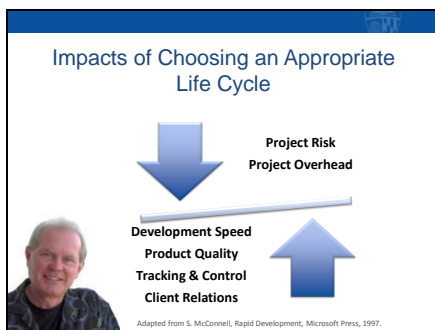 Impacts of Choosing an Appropriate
Life Cycle
Project Risk
Project Overhead
Development Speed
Product Quality
Tracking & Control
Client Relations
Adapted from S. McConnell, Rapid Development, Microsoft Press, 1997.